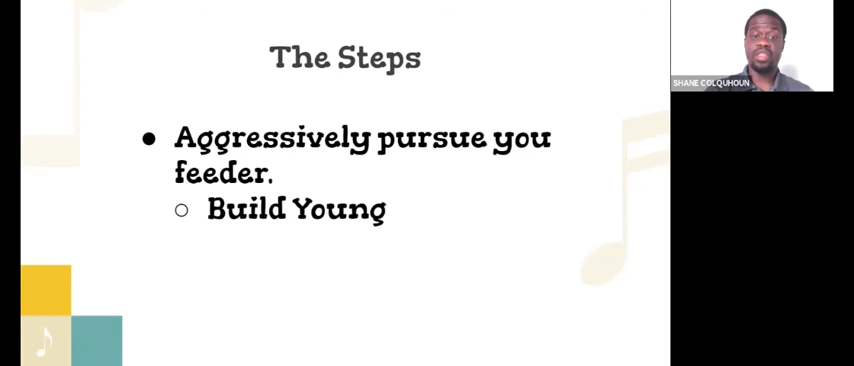 The Steps
● Aggressively pursue you
feeder.
○ Build Young
SHANE COLQUHOUN